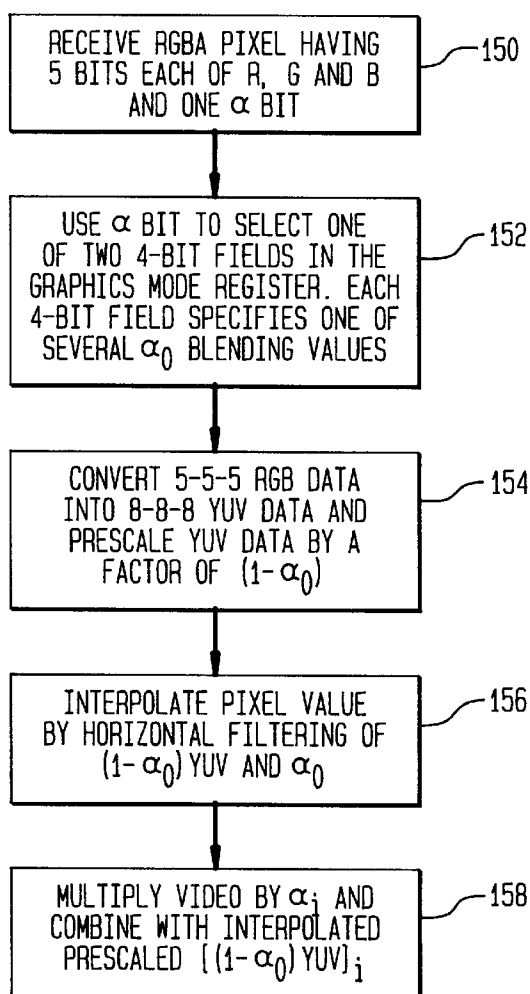 RECEIVE RGBA PIXEL HAVING
5 BITS EACH OF R, G AND B
AND ONE α BIT
150
USE α BIT TO SELECT ONE
OF TWO 4-BIT FIELDS IN THE
GRAPHICS MODE REGISTER. EACH
4-BIT FIELD SPECIFIES ONE OF
SEVERAL α₀ BLENDING VALUES
152
CONVERT 5-5-5 RGB DATA
INTO 8-8-8 YUV DATA AND
PRESCALE YUV DATA BY A
FACTOR OF (1-α₀)
154
INTERPOLATE PIXEL VALUE
BY HORIZONTAL FILTERING OF
(1-α₀) YUV AND α₀
156
MULTIPLY VIDEO BY αᵢ AND
COMBINE WITH INTERPOLATED
PRESCALED [(1-α₀) YUV]ᵢ
158